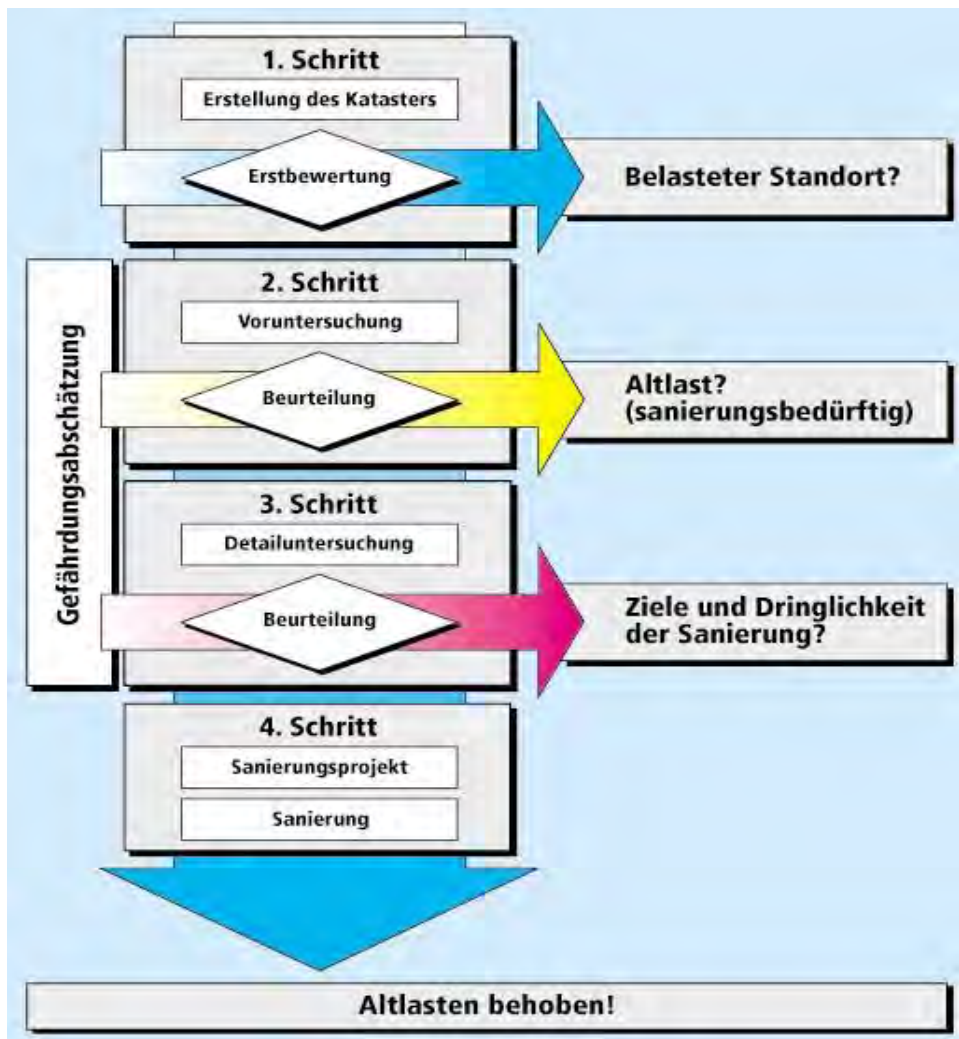 1. Schritt
Erstellung des Katasters
Erstbewertung
Belasteter Standort?
Gefährdungsabschätzung
2. Schritt
Voruntersuchung
Beurteilung
Altlast?
(sanierungsbedürftig)
3. Schritt
Detailuntersuchung
Beurteilung
Ziele und Dringlichkeit
der Sanierung?
4. Schritt
Sanierungsprojekt
Sanierung
Altlasten behoben!